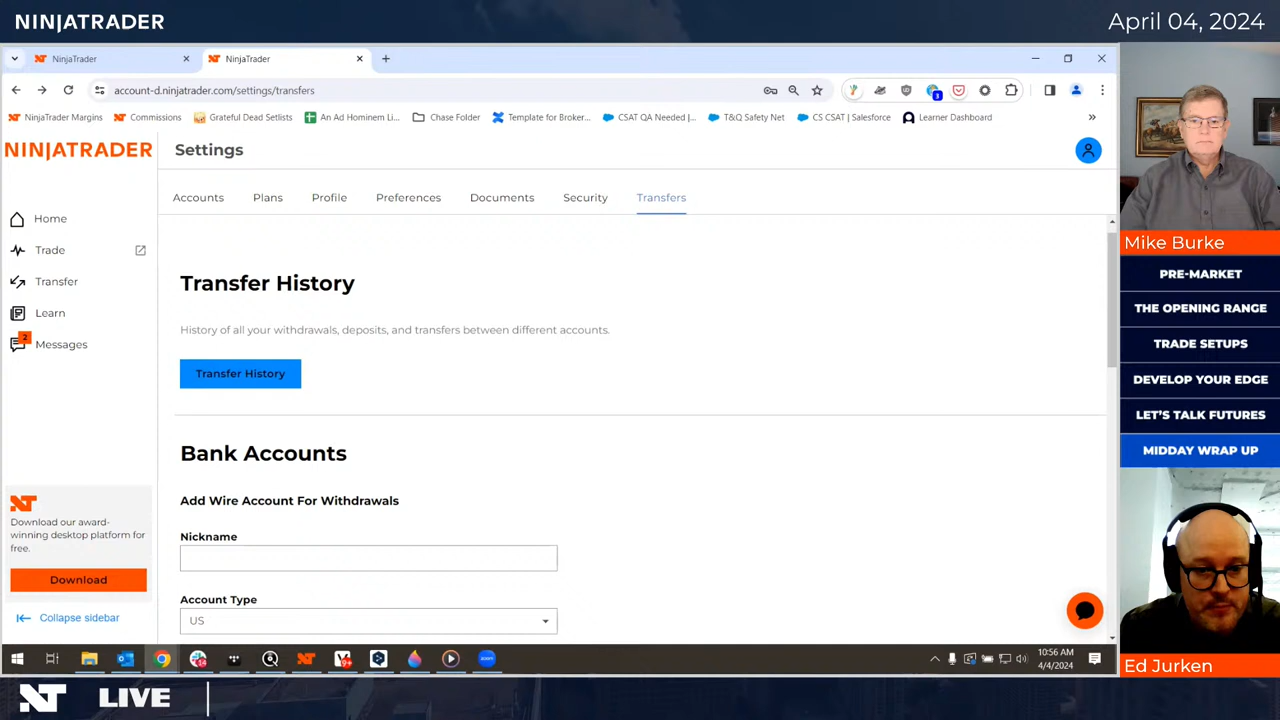 NINJATRADER
April 04, 2024
NinjaTrader
NinjaTrader
account-d.ninjatrader.com/settings/transfers
NinjaTrader Margins
Commissions
Grateful Dead Setlists
An Ad Hominem Li...
Chase Folder
Template for Broker...
CSAT QA Needed |...
T&Q Safety Net
CS CSAT | Salesforce
Learner Dashboard
NINJATRADER
Settings
Accounts
Plans
Profile
Preferences
Documents
Security
Transfers
Home
Trade
Transfer
Learn
2
Messages
Transfer History
History of all your withdrawals, deposits, and transfers between different accounts.
Transfer History
Bank Accounts
Add Wire Account For Withdrawals
Nickname
Account Type
US
Download our award-
winning desktop platform for
free.
Download
Collapse sidebar
10:56 AM
4/4/2024
Mike Burke
PRE-MARKET
THE OPENING RANGE
TRADE SETUPS
DEVELOP YOUR EDGE
LET'S TALK FUTURES
MIDDAY WRAP UP
Ed Jurken
NT LIVE